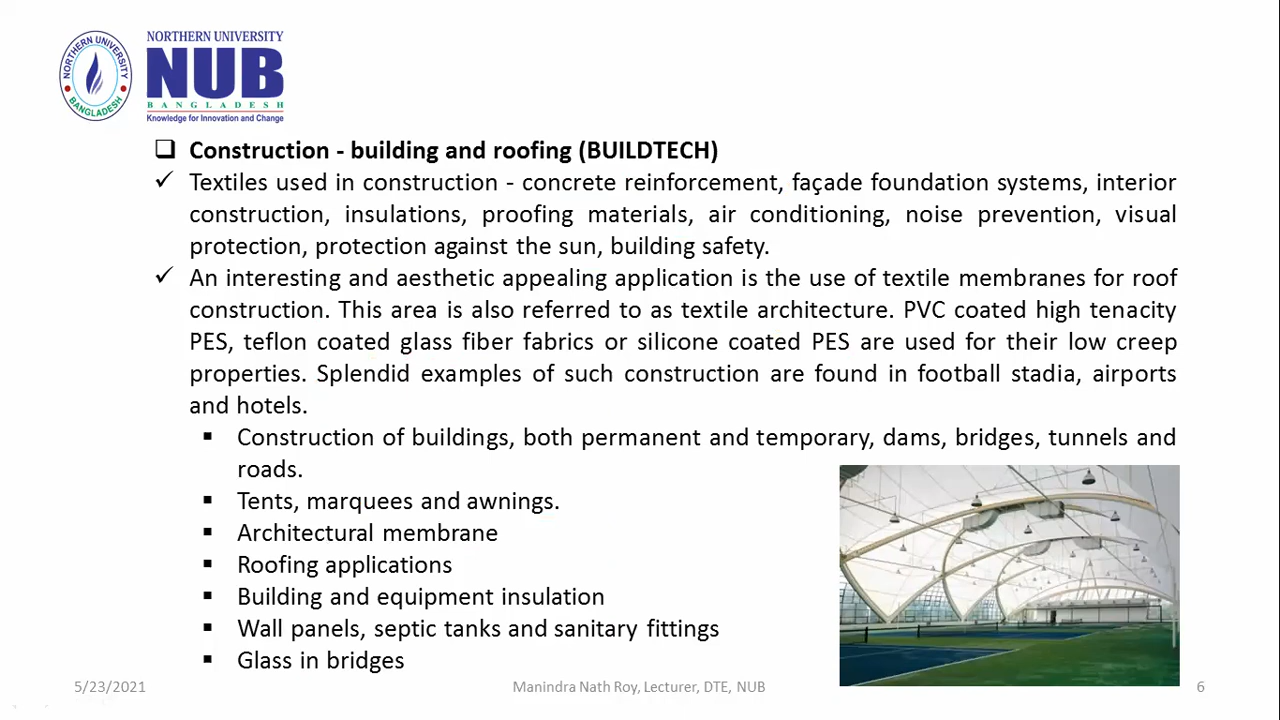 NORTHERN UNIVERSITY
BANGLADESH
NORTHERN UNIVERSITY
NUB
BANGLADESH
Knowledge for Innovation and Change
❑ Construction - building and roofing (BUILDTECH)
✓ Textiles used in construction - concrete reinforcement, façade foundation systems, interior
construction, insulations, proofing materials, air conditioning, noise prevention, visual
protection, protection against the sun, building safety.
✓ An interesting and aesthetic appealing application is the use of textile membranes for roof
construction. This area is also referred to as textile architecture. PVC coated high tenacity
PES, teflon coated glass fiber fabrics or silicone coated PES are used for their low creep
properties. Splendid examples of such construction are found in football stadia, airports
and hotels.
▪ Construction of buildings, both permanent and temporary, dams, bridges, tunnels and
roads.
▪ Tents, marquees and awnings.
▪ Architectural membrane
▪ Roofing applications
▪ Building and equipment insulation
▪ Wall panels, septic tanks and sanitary fittings
▪ Glass in bridges
5/23/2021
Manindra Nath Roy, Lecturer, DTE, NUB
6